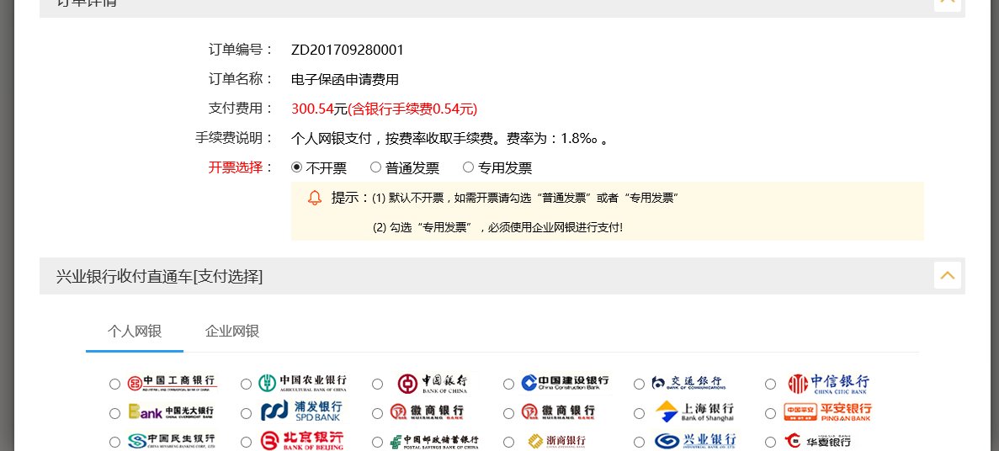 订单详情
订单编号： ZD201709280001
订单名称： 电子保函申请费用
支付费用： 300.54元(含银行手续费0.54元)
手续费说明： 个人网银支付，按费率收取手续费。费率为：1.8‰ 。
开票选择： 不开票 普通发票 专用发票
提示：(1) 默认不开票，如需开票请勾选“普通发票”或者“专用发票”
(2) 勾选“专用发票”，必须使用企业网银进行支付!
兴业银行收付直通车[支付选择]
个人网银 企业网银
中国工商银行 中国农业银行 中国银行 中国建设银行 交通银行 中信银行
INDUSTRIAL AND COMMERCIAL BANK OF CHINA AGRICULTURAL BANK OF CHINA BANK OF CHINA China Construction Bank BANK OF COMMUNICATIONS CHINA CITIC BANK
Bank 中国光大银行 浦发银行 徽商银行 徽商银行 上海银行 中国平安 平安银行
CHINA EVERBRIGHT BANK SPD BANK HUISHANG BANK HUISHANG BANK Bank of Shanghai PINGAN BANK
中国民生银行 北京银行 中国邮政储蓄银行 浙商银行 兴业银行 HUAXIA BANK 华夏银行
CHINA MINSHENG BANKING CORP., LTD. BANK OF BEIJING POSTAL SAVINGS BANK OF CHINA CHINA ZHESHANG BANK INDUSTRIAL BANK CO.,LTD.